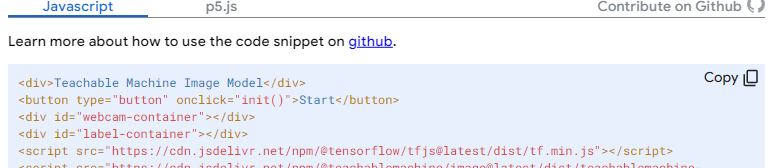 Javascript
p5.js
Contribute on Github
Learn more about how to use the code snippet on github.
Copy
<div>Teachable Machine Image Model</div>
<button type="button" onclick="init()">Start</button>
<div id="webcam-container"></div>
<div id="label-container"></div>
<script src="https://cdn.jsdelivr.net/npm/@tensorflow/tfjs@latest/dist/tf.min.js"></script>
<script src="https://cdn.jsdelivr.net/npm/@teachablemachine/image@latest/dist/teachablemachine-